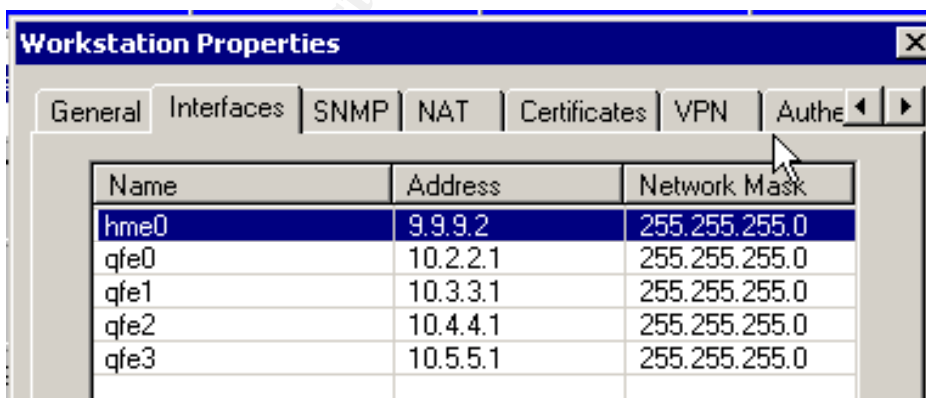 Workstation Properties
General Interfaces SNMP NAT Certificates VPN Authe
Name Address Network Mask
hme0 9.9.9.2 255.255.255.0
qfe0 10.2.2.1 255.255.255.0
qfe1 10.3.3.1 255.255.255.0
qfe2 10.4.4.1 255.255.255.0
qfe3 10.5.5.1 255.255.255.0